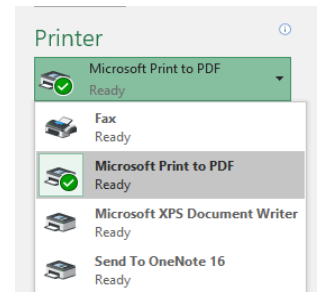 Printer
Microsoft Print to PDF
Ready
Fax
Ready
Microsoft Print to PDF
Ready
Microsoft XPS Document Writer
Ready
Send To OneNote 16
Ready